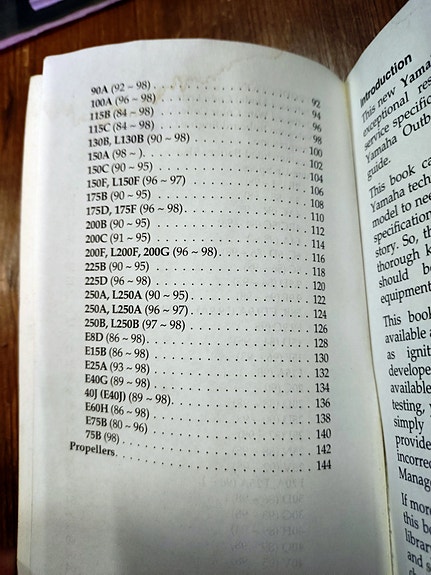 90A (92 ~ 98) . . . . . . . . . . . . . . . . . . . . 92
100A (96 ~ 98) . . . . . . . . . . . . . . . . . . . . 94
115B (84 ~ 98) . . . . . . . . . . . . . . . . . . . . 96
115C (84 ~ 98) . . . . . . . . . . . . . . . . . . . . 98
130B, L130B (90 ~ 98) . . . . . . . . . . . . . . . . . . . . 100
150A (98 ~ ). . . . . . . . . . . . . . . . . . . . 102
150C (90 ~ 95) . . . . . . . . . . . . . . . . . . . . 104
150F, L150F (96 ~ 97) . . . . . . . . . . . . . . . . . . . . 106
175B (90 ~ 95) . . . . . . . . . . . . . . . . . . . . 108
175D, 175F (96 ~ 98). . . . . . . . . . . . . . . . . . . . 110
200B (90 ~ 95) . . . . . . . . . . . . . . . . . . . . 112
200C (91 ~ 95) . . . . . . . . . . . . . . . . . . . . 114
200F, L200F, 200G (96 ~ 98) . . . . . . . . . . . . . . . . . . . . 116
225B (90 ~ 95) . . . . . . . . . . . . . . . . . . . . 118
225D (96 ~ 98) . . . . . . . . . . . . . . . . . . . . 120
250A, L250A (90 ~ 95) . . . . . . . . . . . . . . . . . . . . 122
250A, L250A (96 ~ 97) . . . . . . . . . . . . . . . . . . . . 124
250B, L250B (97 ~ 98) . . . . . . . . . . . . . . . . . . . . 126
E8D (86 ~ 98) . . . . . . . . . . . . . . . . . . . . 128
E15B (86 ~ 98) . . . . . . . . . . . . . . . . . . . . 130
E25A (93 ~ 98) . . . . . . . . . . . . . . . . . . . . 132
E40G (89 ~ 98) . . . . . . . . . . . . . . . . . . . . 134
40J (E40J) (89 ~ 98) . . . . . . . . . . . . . . . . . . . . 136
E60H (86 ~ 98) . . . . . . . . . . . . . . . . . . . . 138
E75B (80 ~ 96) . . . . . . . . . . . . . . . . . . . . 140
75B (98) . . . . . . . . . . . . . . . . . . . . 142
Propellers. . . . . . . . . . . . . . . . . . . . 144
Introduction
This new Yama
exceptional res
service specific
Yamaha Outb
guide.
This book ca
Yamaha tech
model to nee
specification
story. So, th
thorough k
should be
equipment
This book
available a
as ignit
develope
available
testing, y
simply
provide
incorrec
Manag
If more
this bo
library
and s